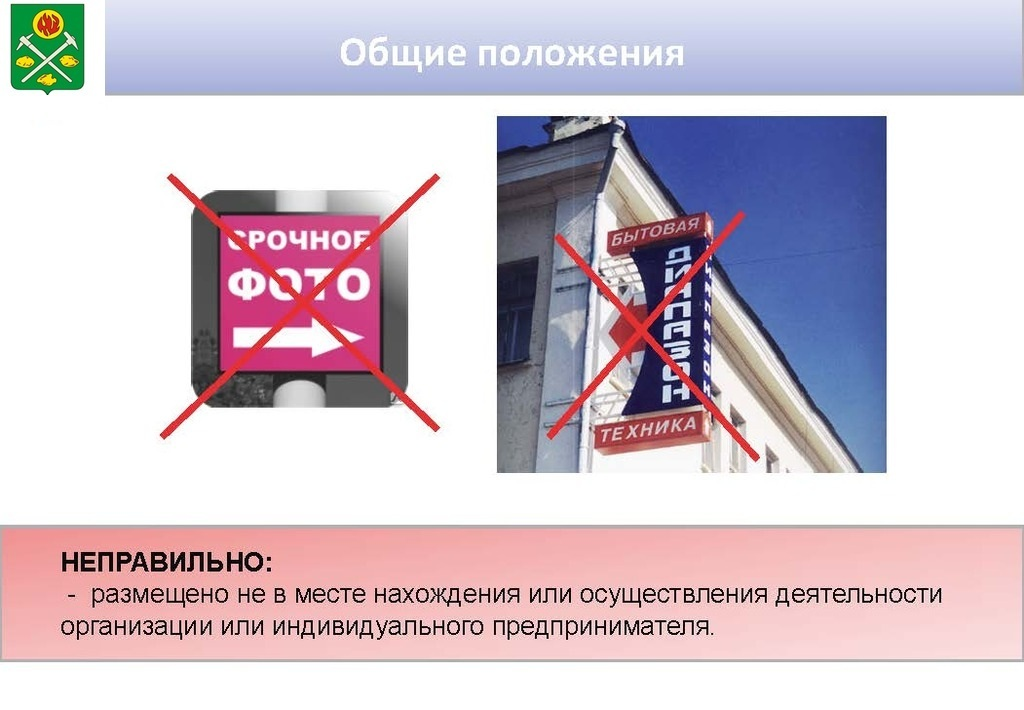 Общие положения
СРОЧНОЕ
ФОТО
БЫТОВАЯ
ДИАПАЗОН
ДИАПАЗОН
ТЕХНИКА
НЕПРАВИЛЬНО:
- размещено не в месте нахождения или осуществления деятельности
организации или индивидуального предпринимателя.